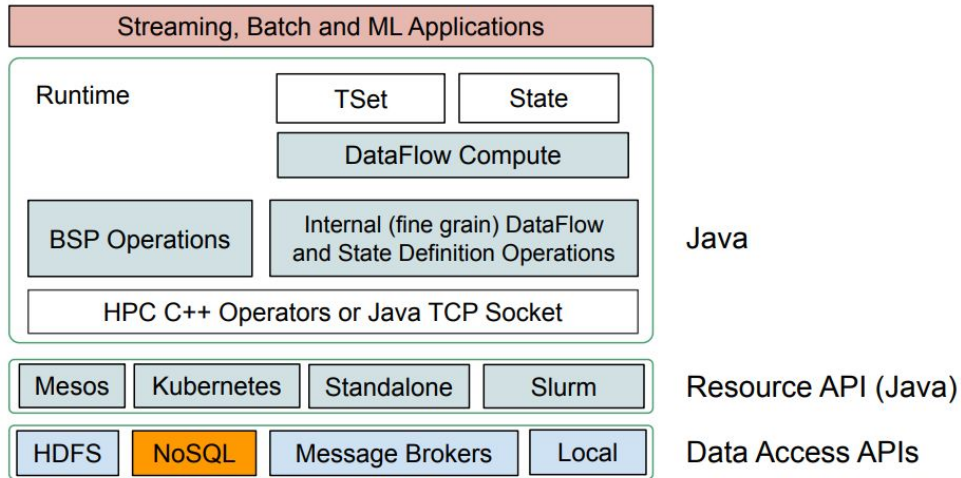 Streaming, Batch and ML Applications
Runtime
TSet
State
DataFlow Compute
BSP Operations
Internal (fine grain) DataFlow
and State Definition Operations
Java
HPC C++ Operators or Java TCP Socket
Mesos
Kubernetes
Standalone
Slurm
Resource API (Java)
HDFS
NoSQL
Message Brokers
Local
Data Access APIs